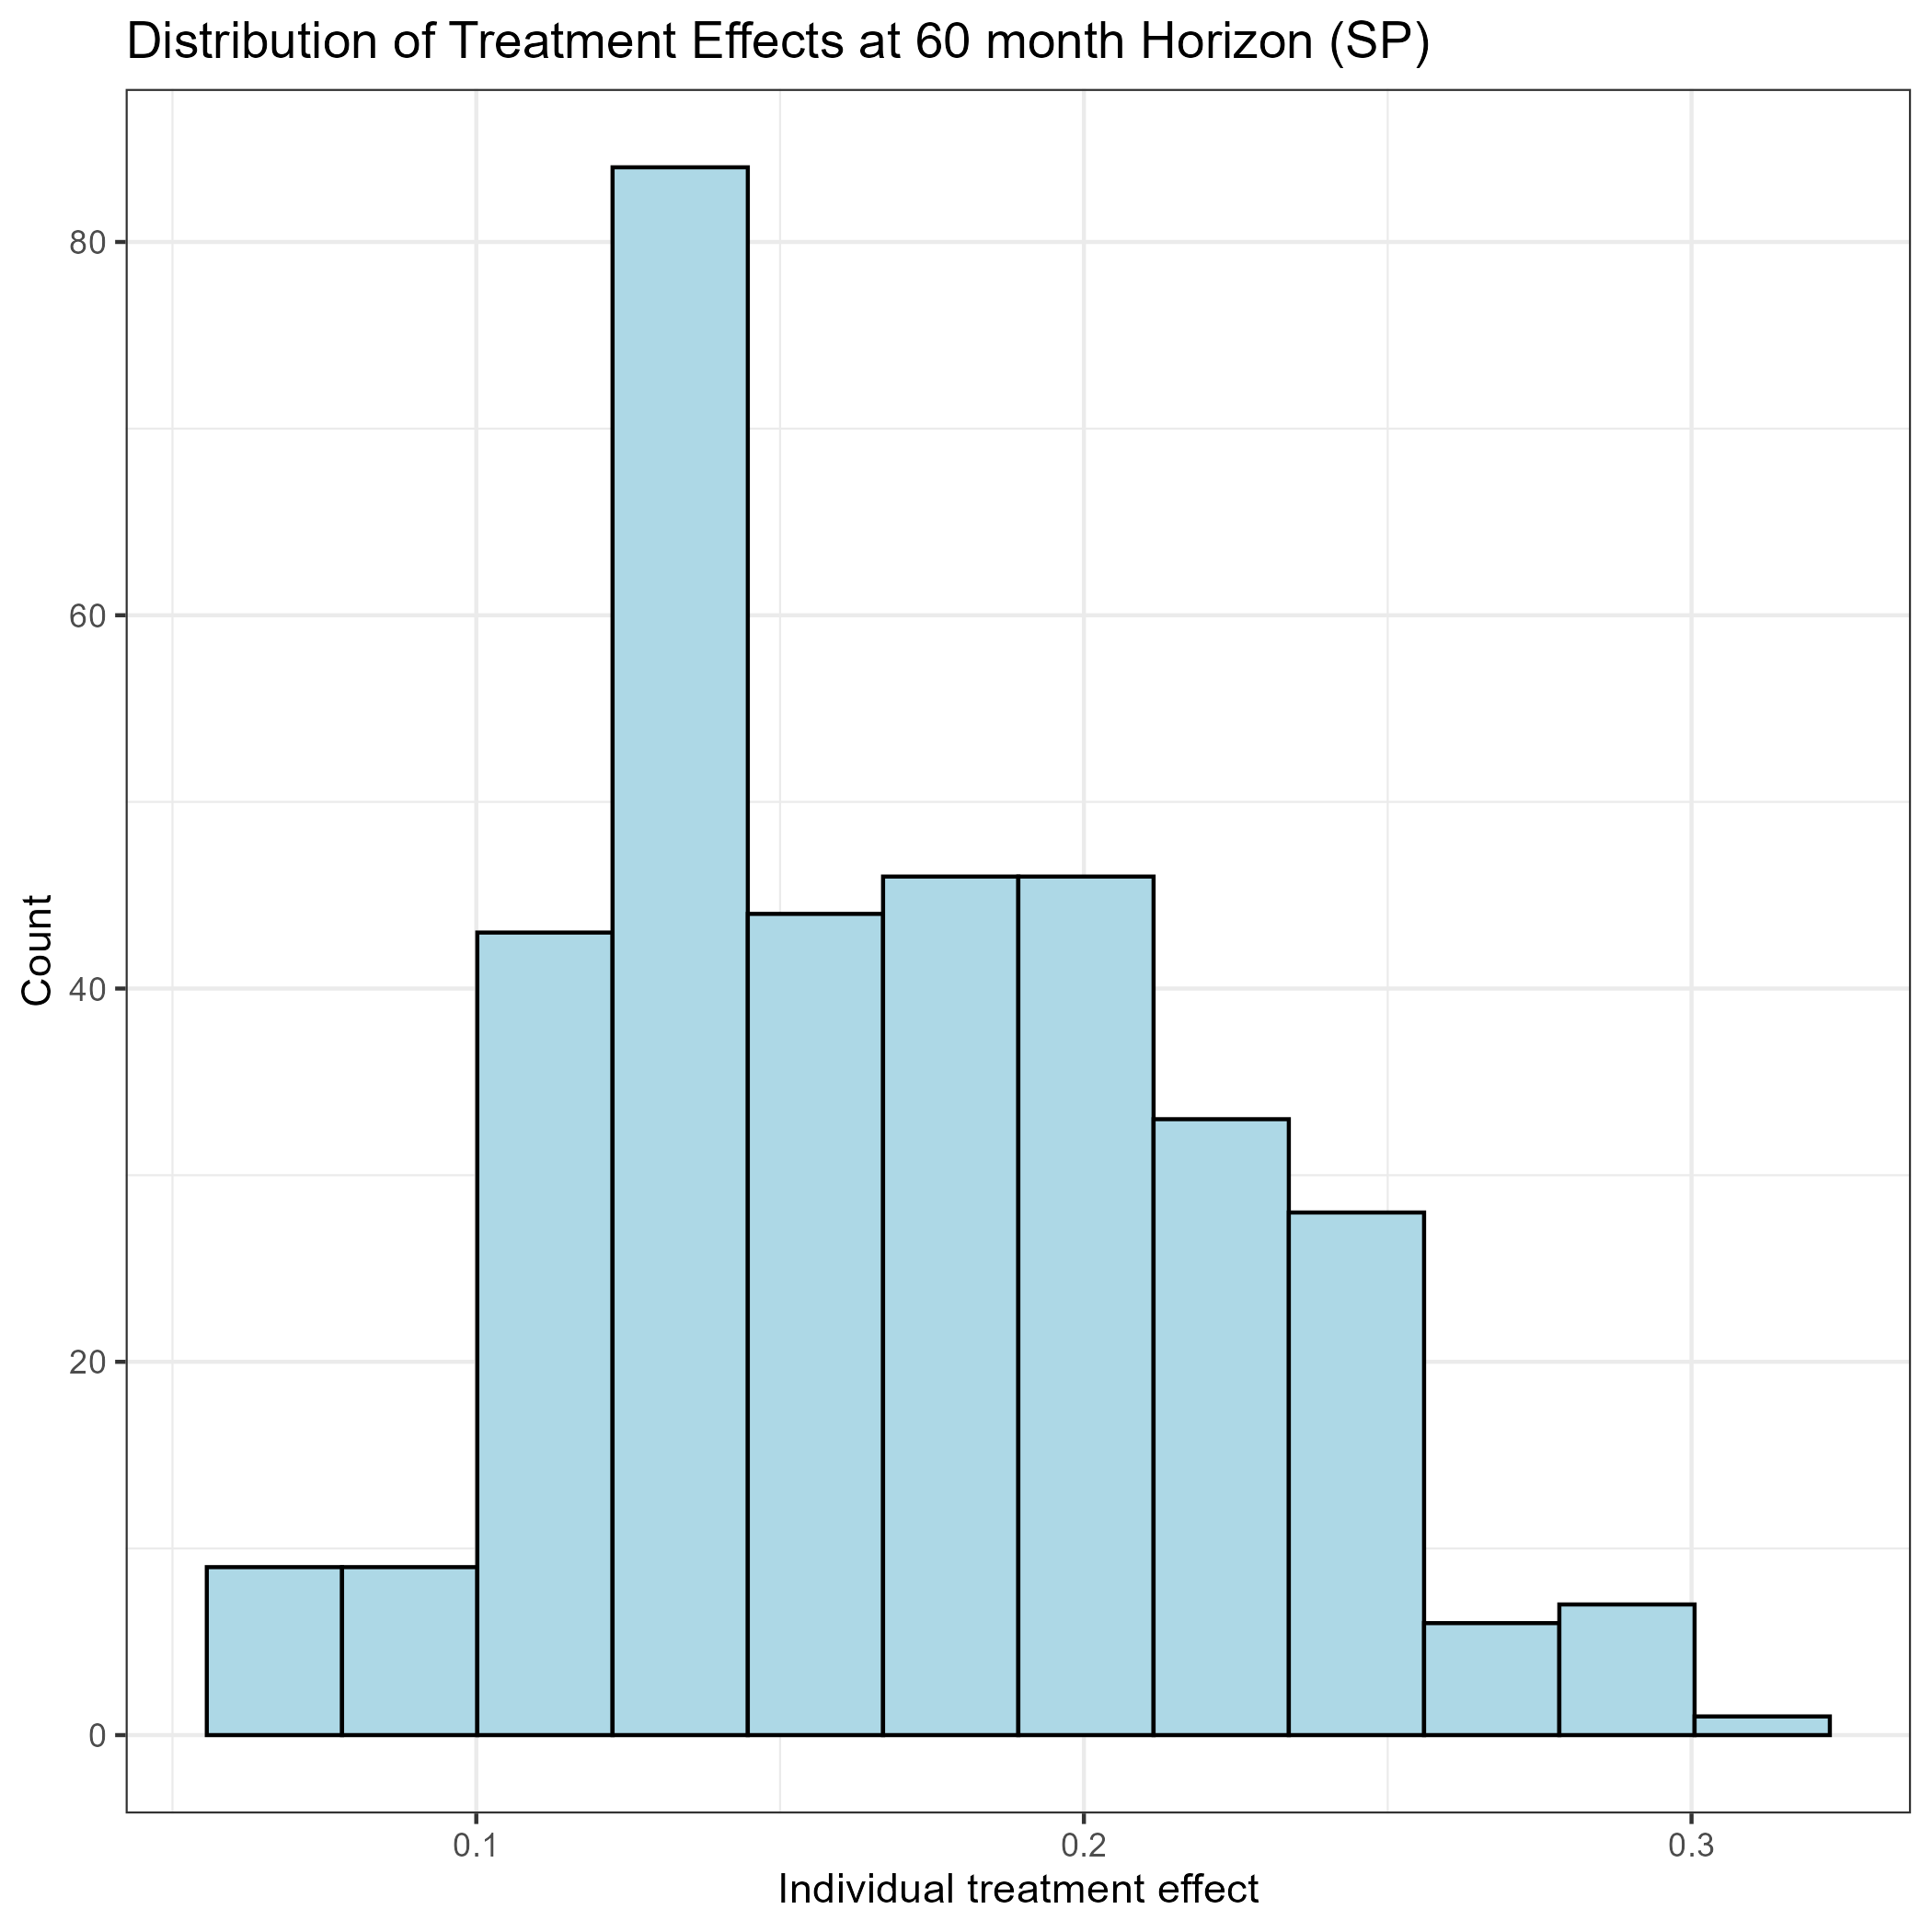 Distribution of Treatment Effects at 60 month Horizon (SP)
80
60
40
20
0
Count
0.1 0.2 0.3
Individual treatment effect